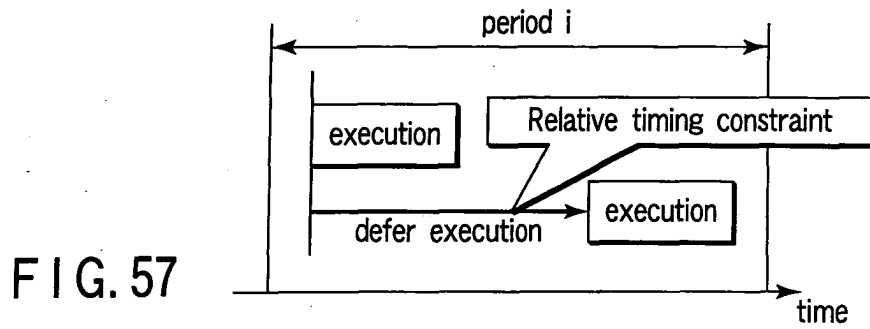 period i
execution
Relative timing constraint
execution
defer execution
FIG. 57
time